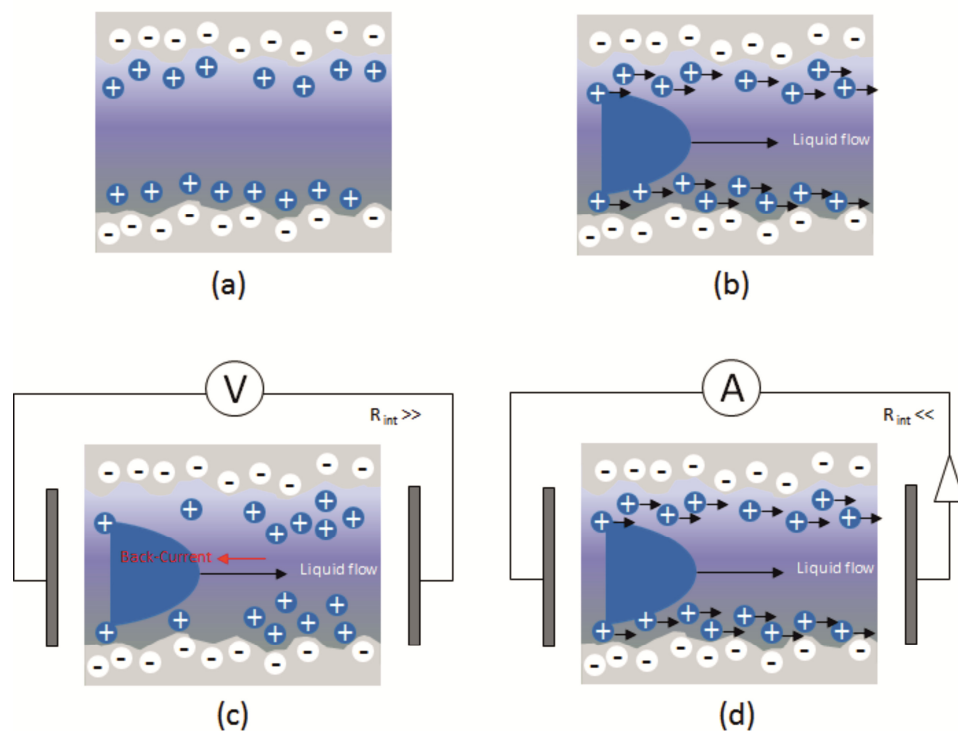 (a)
Liquid flow
(b)
V
R int >>
Back-Current
Liquid flow
(c)
A
R int <<
Liquid flow
(d)